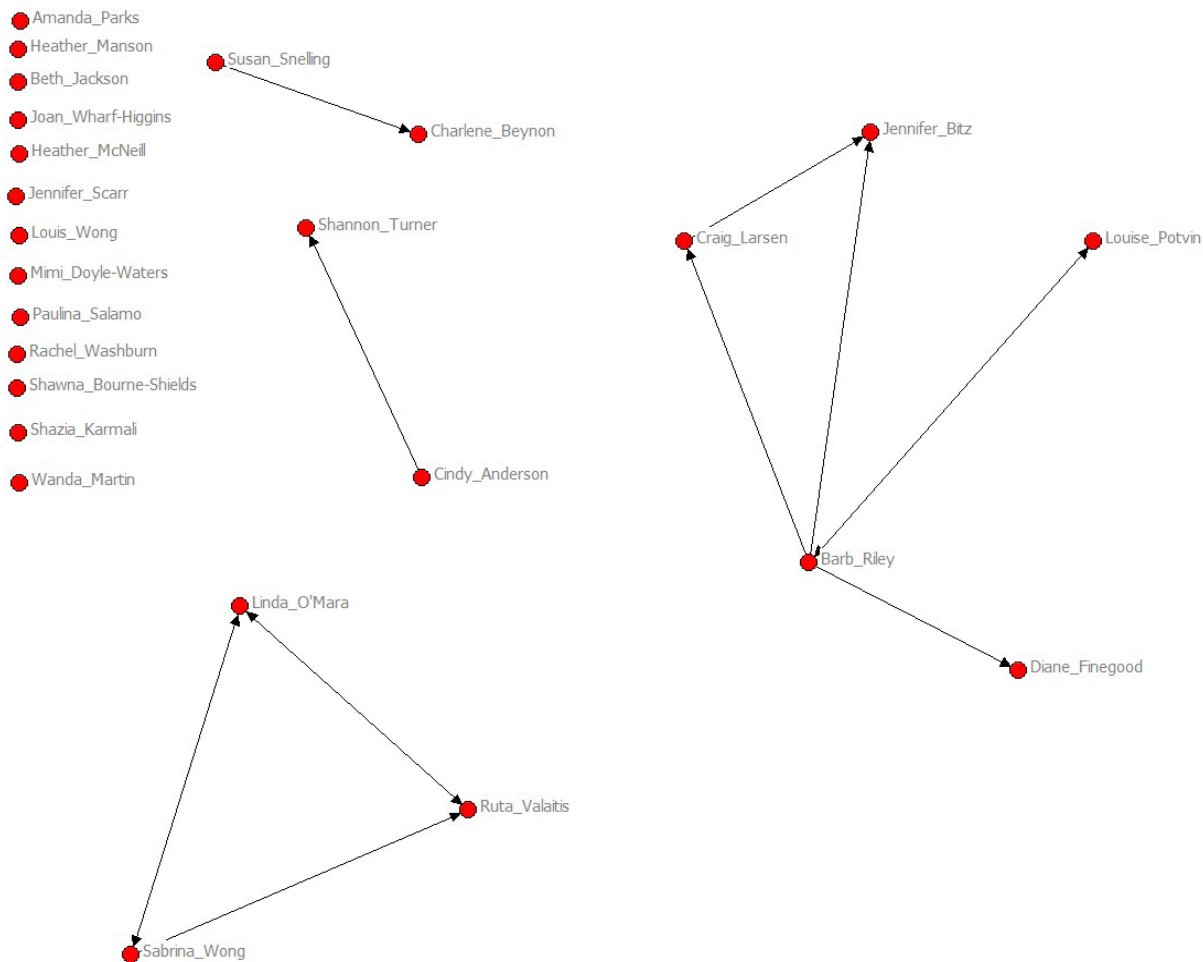 Amanda_Parks
Heather_Manson
Beth_Jackson
Joan_Wharf-Higgins
Heather_McNeill
Jennifer_Scarr
Louis_Wong
Mimi_Doyle-Waters
Paulina_Salamo
Rachel_Washburn
Shawna_Bourne-Shields
Shazia_Karmali
Wanda_Martin
Susan_Snelling
Charlene_Beynon
Shannon_Turner
Cindy_Anderson
Jennifer_Bitz
Craig_Larsen
Louise_Potvin
Barb_Riley
Diane_Finegood
Linda_O'Mara
Ruta_Valaitis
Sabrina_Wong